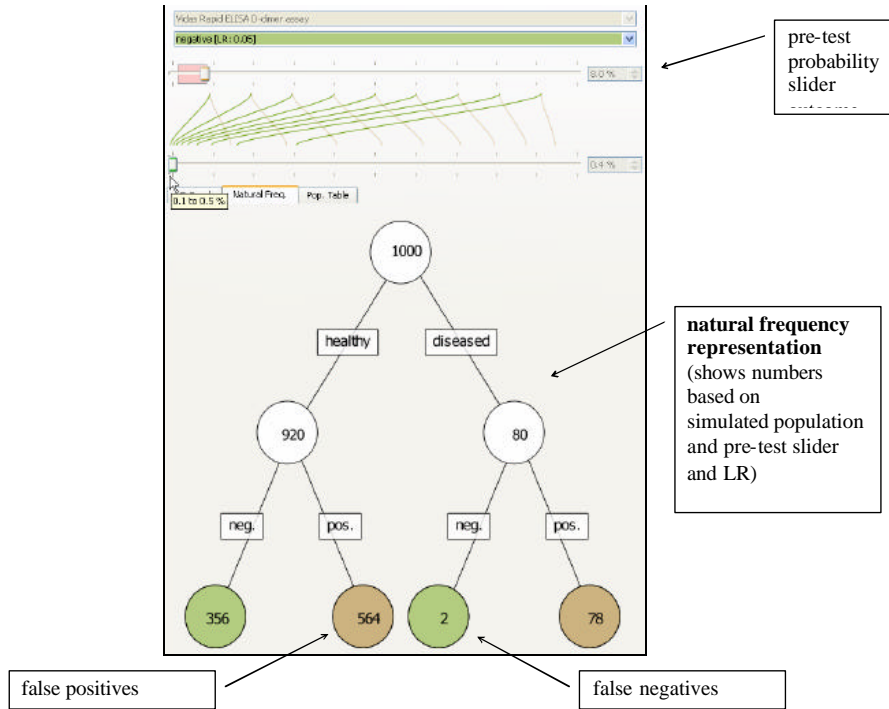 Vidas Rapid ELISA D-dimer assay
negative [LR: 0.05]
8.0 %
pre-test
probability
slider
0.4 %
Natural Freq.
Pop. Table
0.1 to 0.5 %
1000
healthy
diseased
natural frequency
representation
(shows numbers
based on
simulated population
and pre-test slider
and LR)
920
80
neg.
pos.
neg.
pos.
356
564
2
78
false positives
false negatives